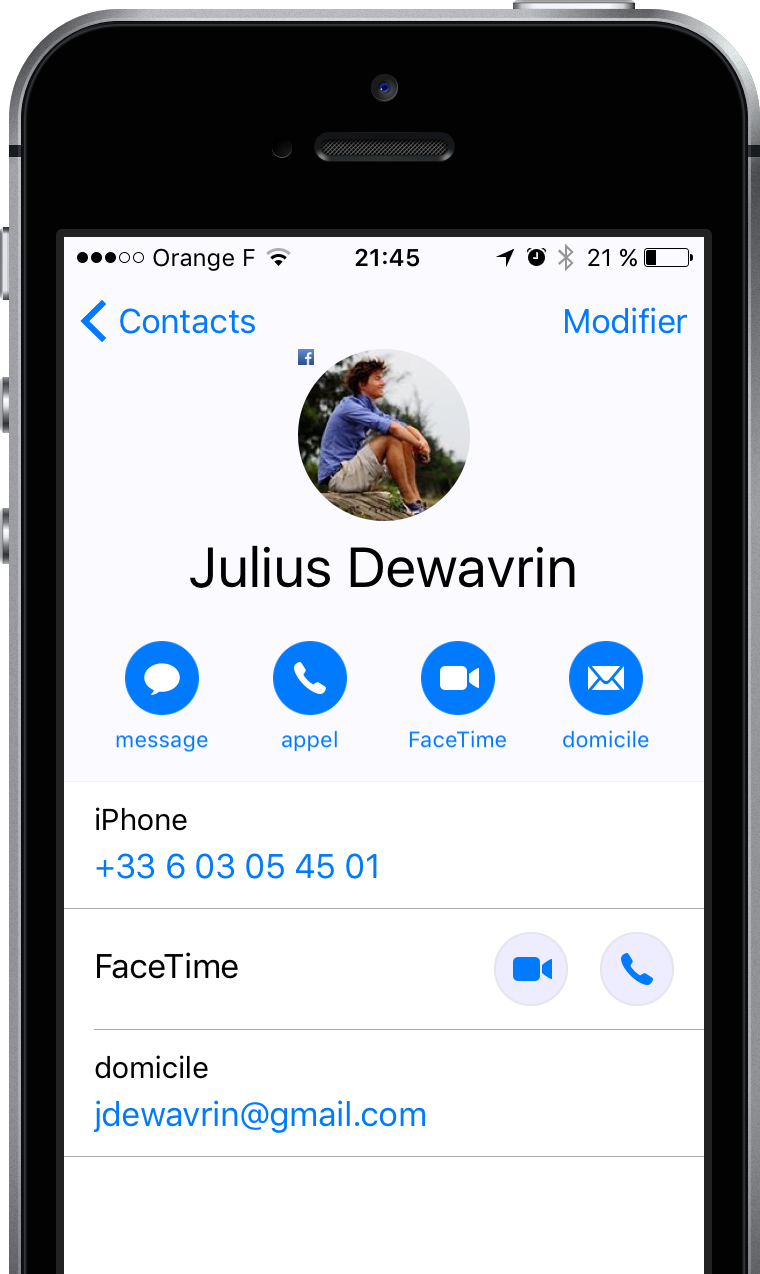 Orange F 21:45 21 %
Contacts Modifier
f
Julius Dewavrin
message appel FaceTime domicile
iPhone
+33 6 03 05 45 01
FaceTime
domicile
jdewavrin@gmail.com